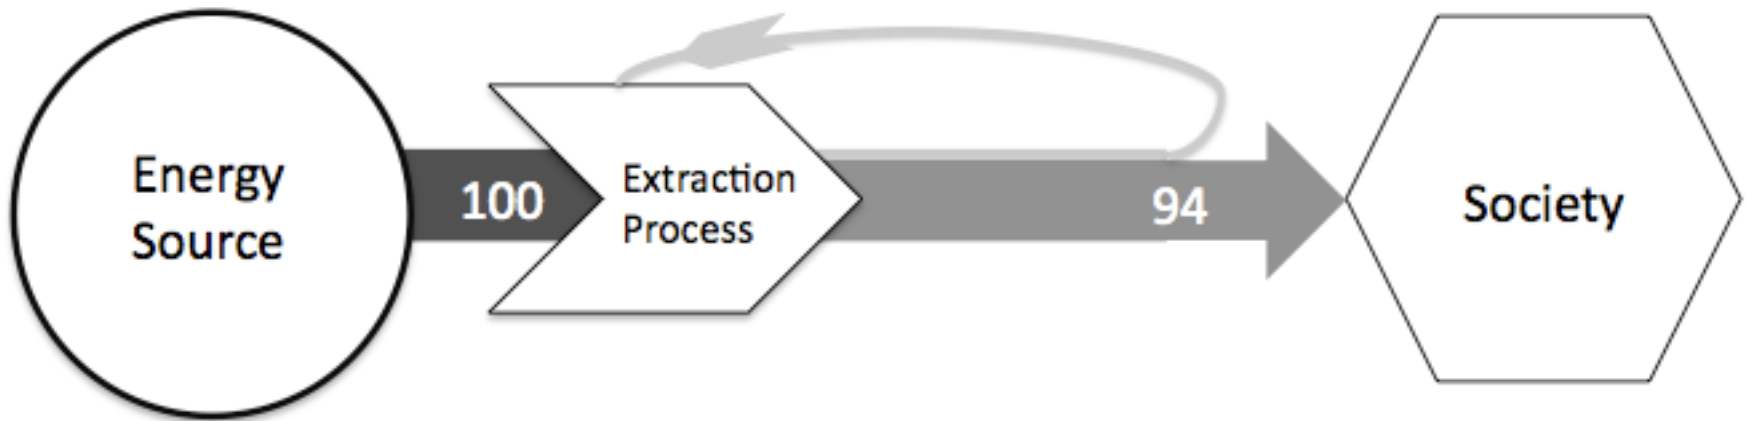 Energy
Source
100
Extraction
Process
94
Society